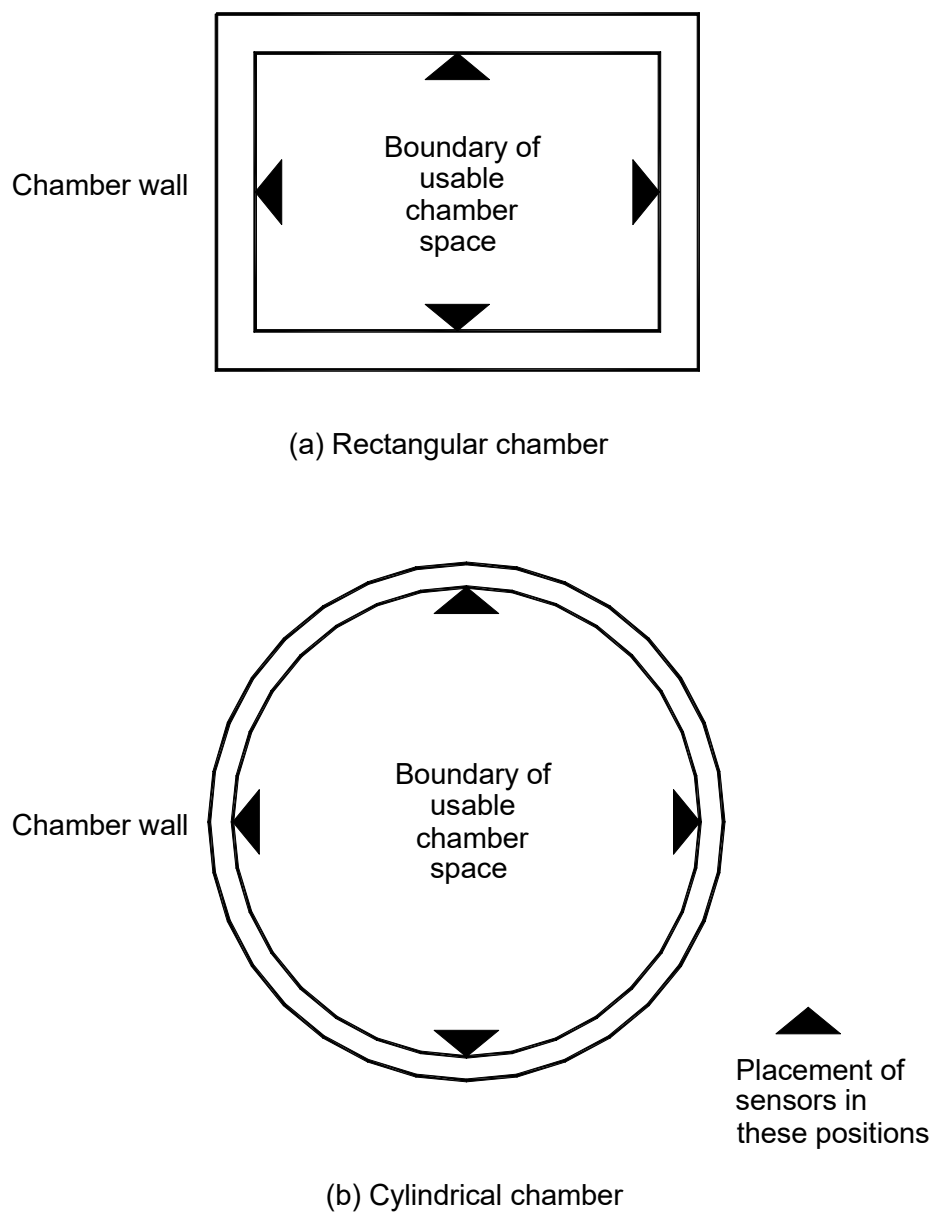 Boundary of
usable
chamber
space
Chamber wall
(a) Rectangular chamber
Boundary of
usable
chamber
space
Chamber wall
Placement of
sensors in
these positions
(b) Cylindrical chamber